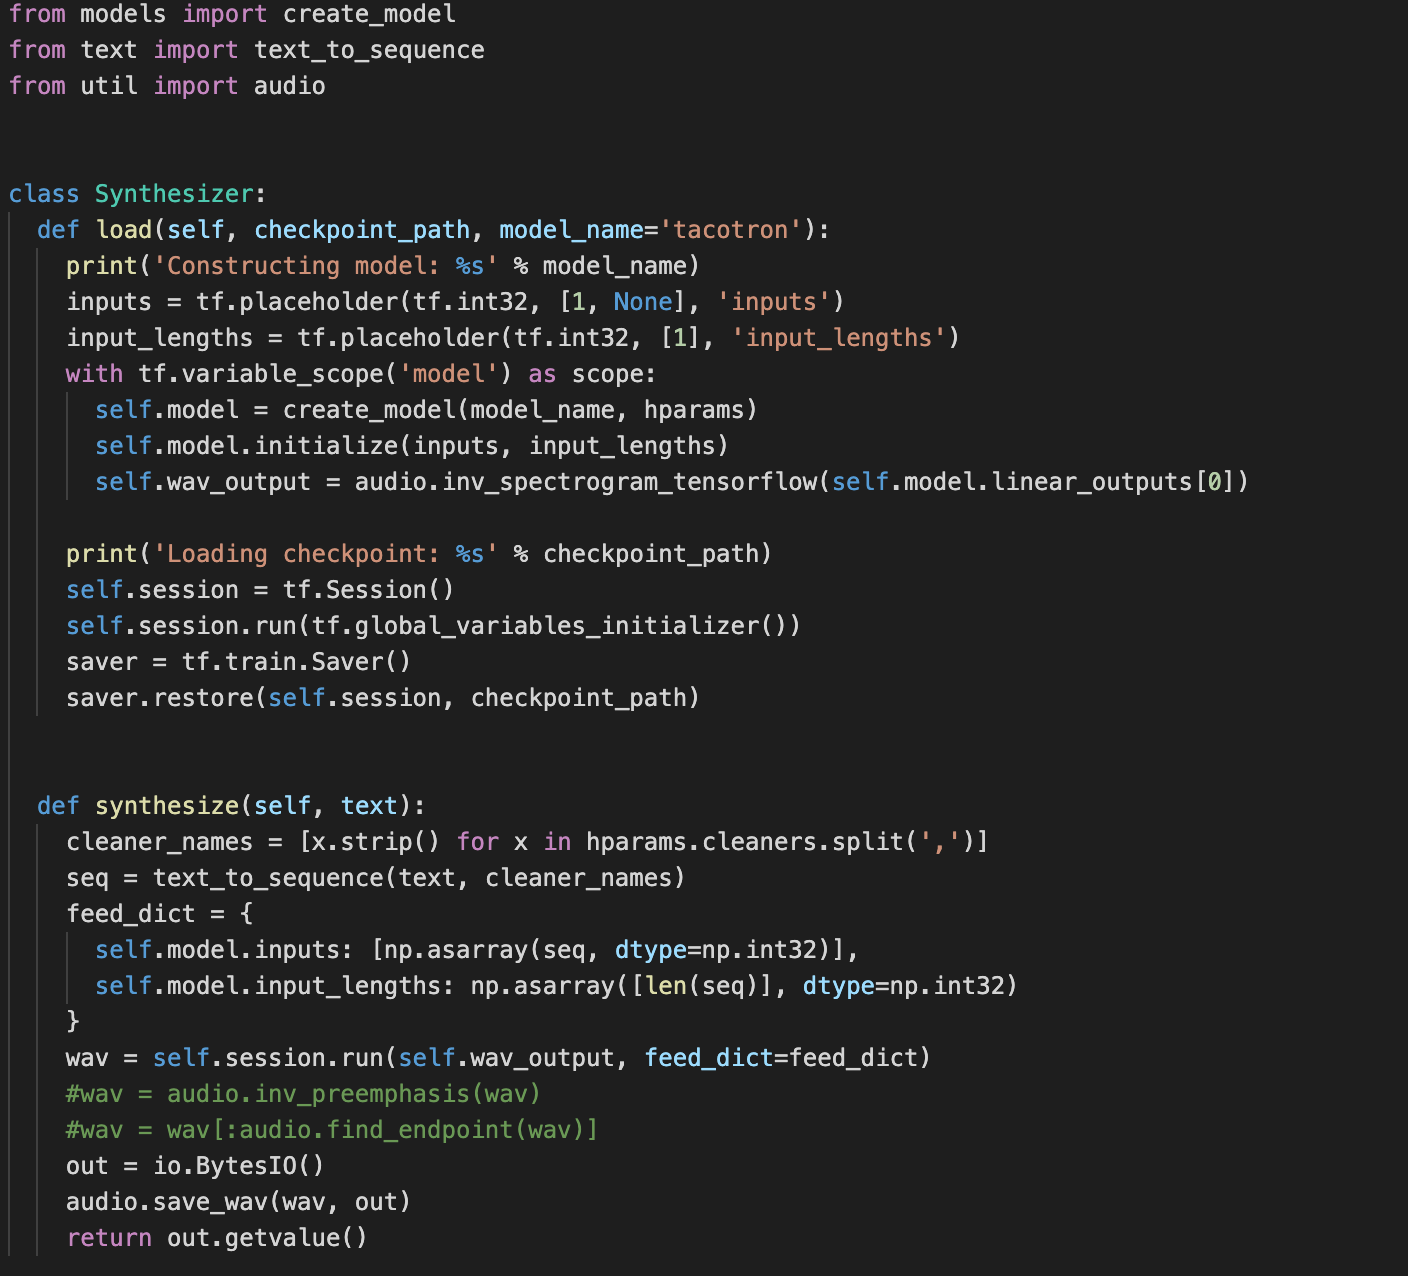 from models import create_model
from text import text_to_sequence
from util import audio
class Synthesizer:
  def load(self, checkpoint_path, model_name='tacotron'):
    print('Constructing model: %s' % model_name)
    inputs = tf.placeholder(tf.int32, [1, None], 'inputs')
    input_lengths = tf.placeholder(tf.int32, [1], 'input_lengths')
    with tf.variable_scope('model') as scope:
      self.model = create_model(model_name, hparams)
      self.model.initialize(inputs, input_lengths)
      self.wav_output = audio.inv_spectrogram_tensorflow(self.model.linear_outputs[0])
    print('Loading checkpoint: %s' % checkpoint_path)
    self.session = tf.Session()
    self.session.run(tf.global_variables_initializer())
    saver = tf.train.Saver()
    saver.restore(self.session, checkpoint_path)
  def synthesize(self, text):
    cleaner_names = [x.strip() for x in hparams.cleaners.split(',')]
    seq = text_to_sequence(text, cleaner_names)
    feed_dict = {
      self.model.inputs: [np.asarray(seq, dtype=np.int32)],
      self.model.input_lengths: np.asarray([len(seq)], dtype=np.int32)
    }
    wav = self.session.run(self.wav_output, feed_dict=feed_dict)
    #wav = audio.inv_preemphasis(wav)
    #wav = wav[:audio.find_endpoint(wav)]
    out = io.BytesIO()
    audio.save_wav(wav, out)
    return out.getvalue()